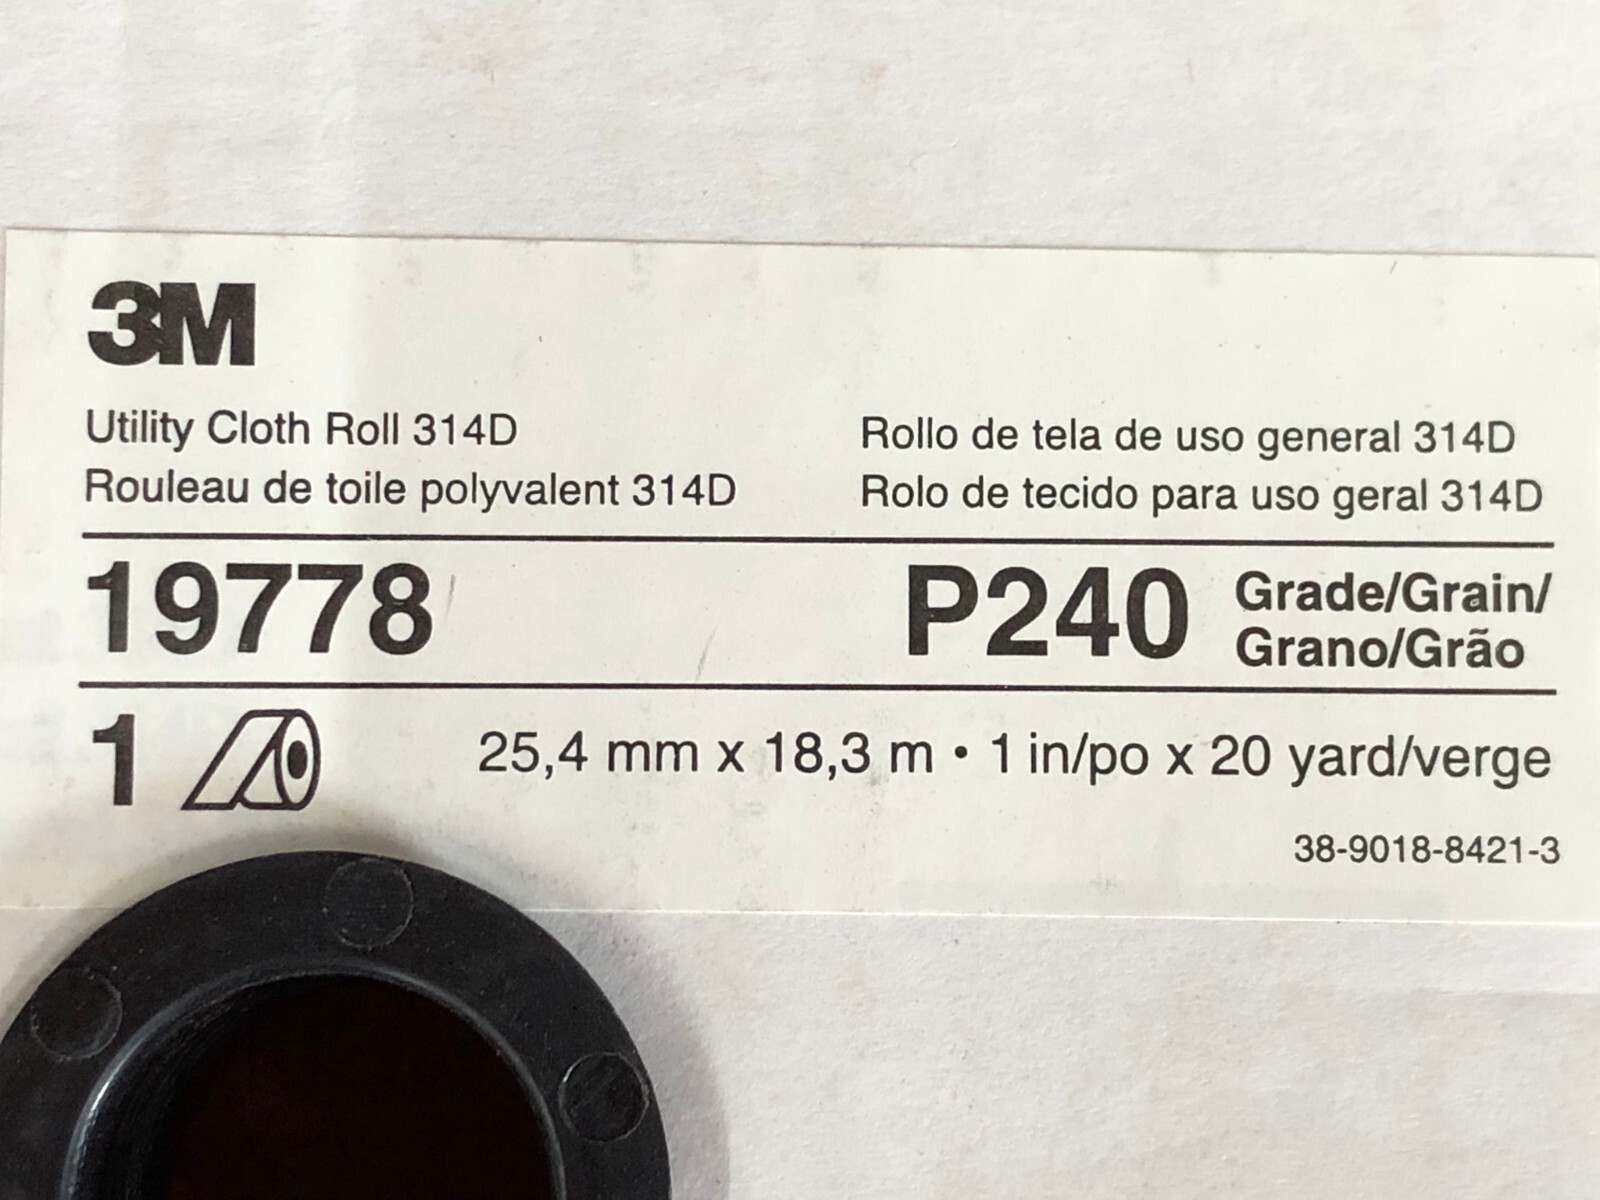 3M
Utility Cloth Roll 314D
Rouleau de toile polyvalent 314D
Rollo de tela de uso general 314D
Rolo de tecido para uso geral 314D
19778
P240 Grade/Grain/
Grano/Grão
1
25,4 mm x 18,3 m • 1 in/po x 20 yard/verge
38-9018-8421-3